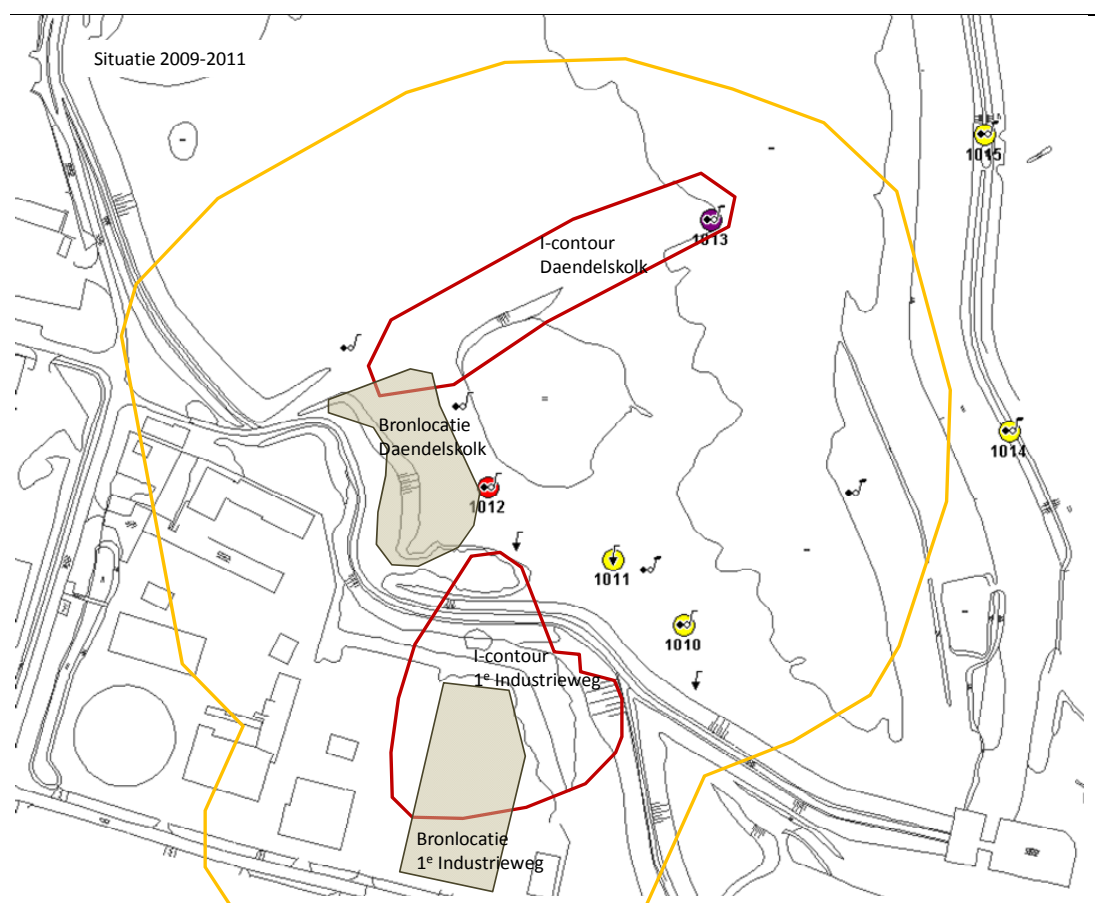 Situatie 2009-2011
1015
1013
I-contour
Daendelskolk
Bronlocatie
Daendelskolk
1014
1012
1011
1010
I-contour
1e Industrieweg
Bronlocatie
1e Industrieweg